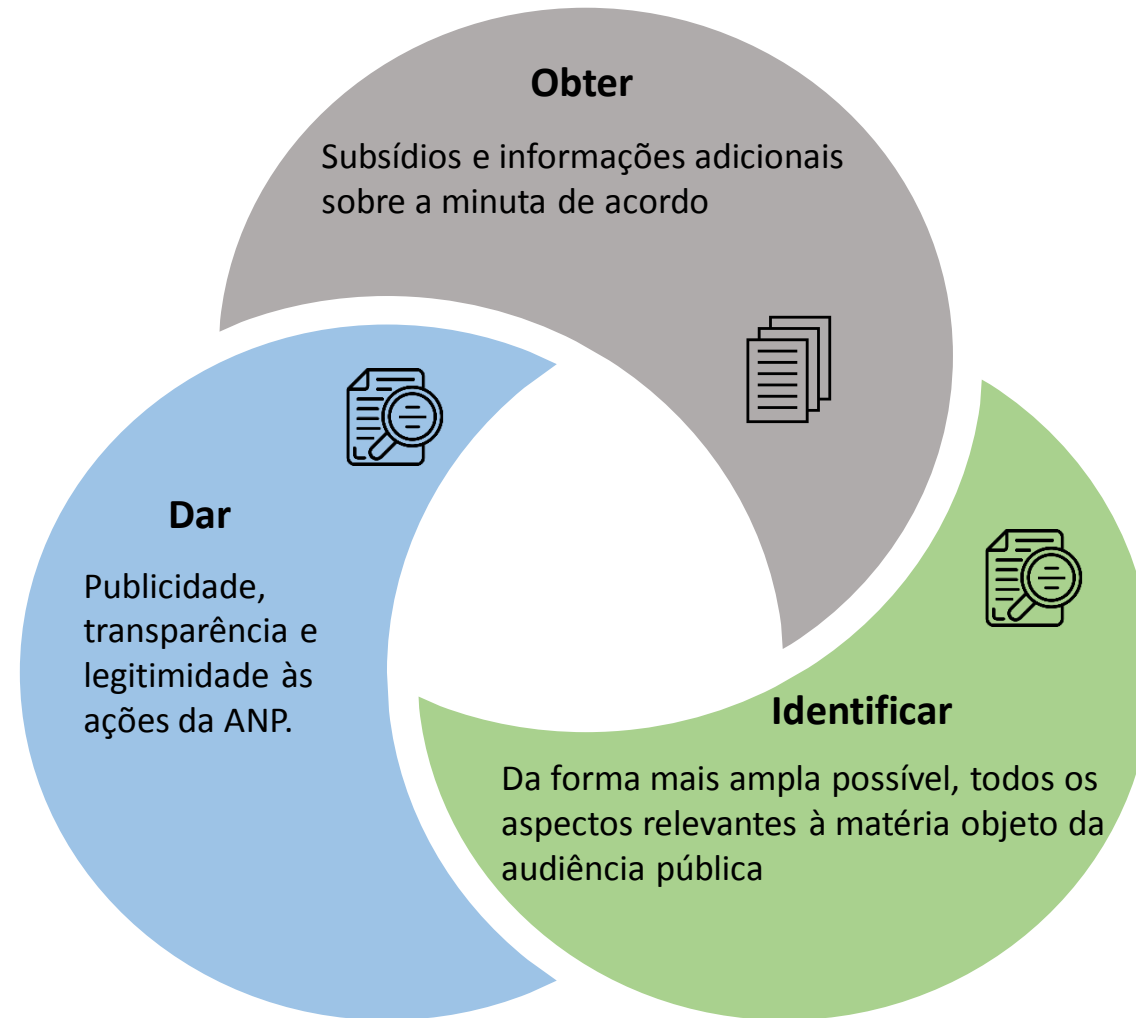 Obter
Subsídios e informações adicionais
sobre a minuta de acordo
Dar
Publicidade,
transparência e
legitimidade às
ações da ANP.
Identificar
Da forma mais ampla possível, todos os
aspectos relevantes à matéria objeto da
audiência pública